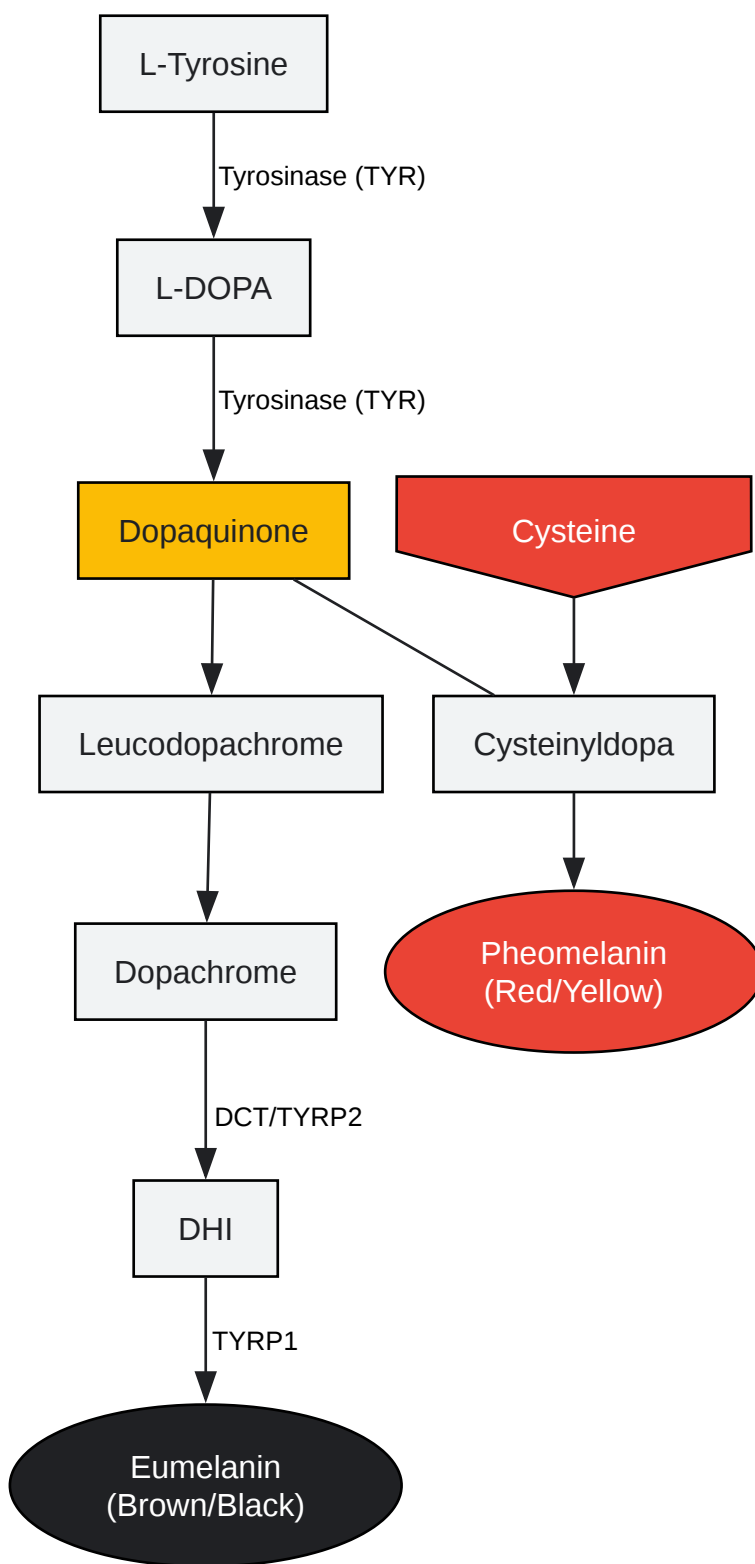 L-Tyrosine
Tyrosinase (TYR)
L-DOPA
Tyrosinase (TYR)
Dopaquinone
Cysteine
Leucodopachrome
Cysteinyldopa
Dopachrome
Pheomelanin
(Red/Yellow)
DCT/TYRP2
DHI
TYRP1
Eumelanin
(Brown/Black)